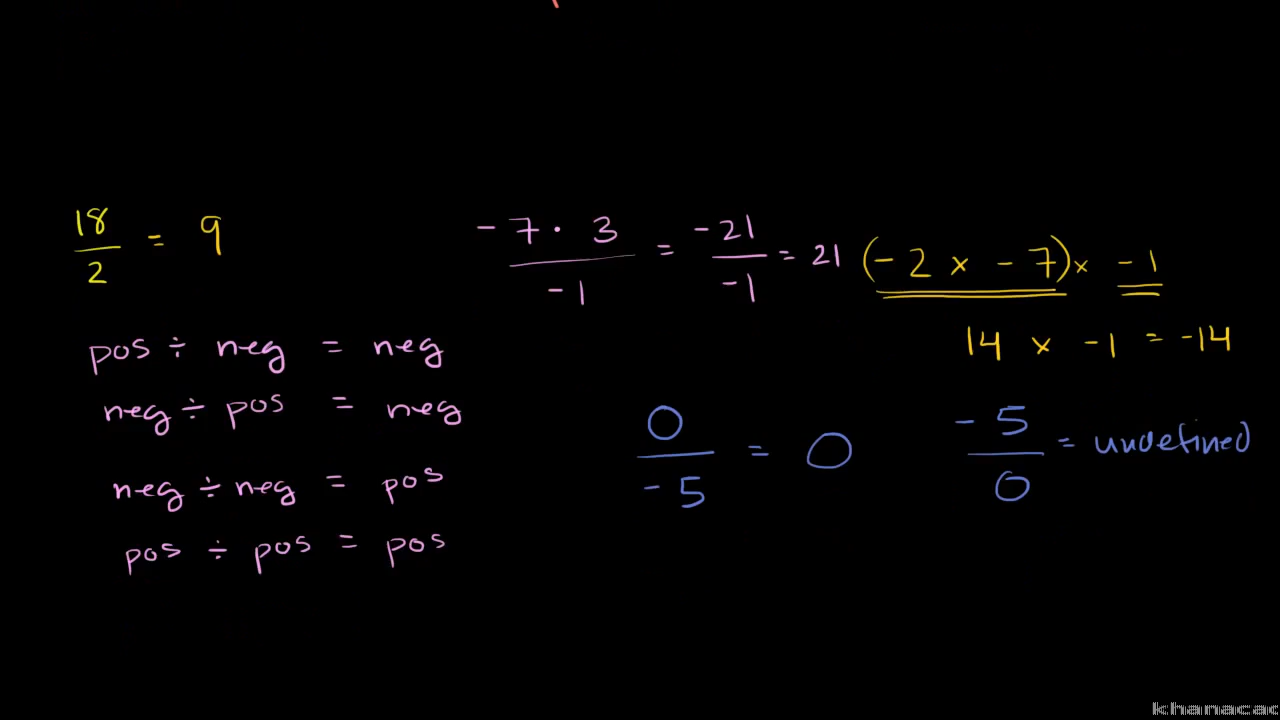 18/2 = 9
-7 · 3/-1 = -21/-1 = 21
(-2 x -7) x -1
14 x -1 = -14
pos ÷ neg = neg
neg ÷ pos = neg
neg ÷ neg = pos
pos ÷ pos = pos
0/-5 = 0
-5/0 = undefined
khanacac